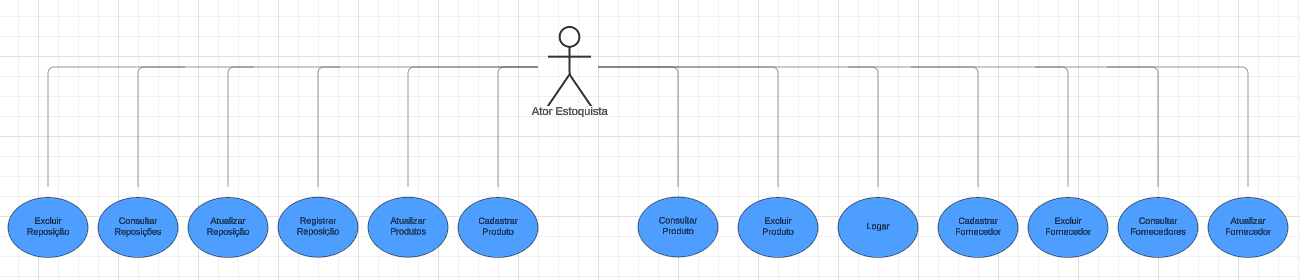 Ator Estoquista
Excluir
Reposição
Consultar
Reposições
Atualizar
Reposição
Registrar
Reposição
Atualizar
Produtos
Cadastrar
Produto
Consultar
Produto
Excluir
Produto
Logar
Cadastrar
Fornecedor
Excluir
Fornecedor
Consultar
Fornecedores
Atualizar
Fornecedor